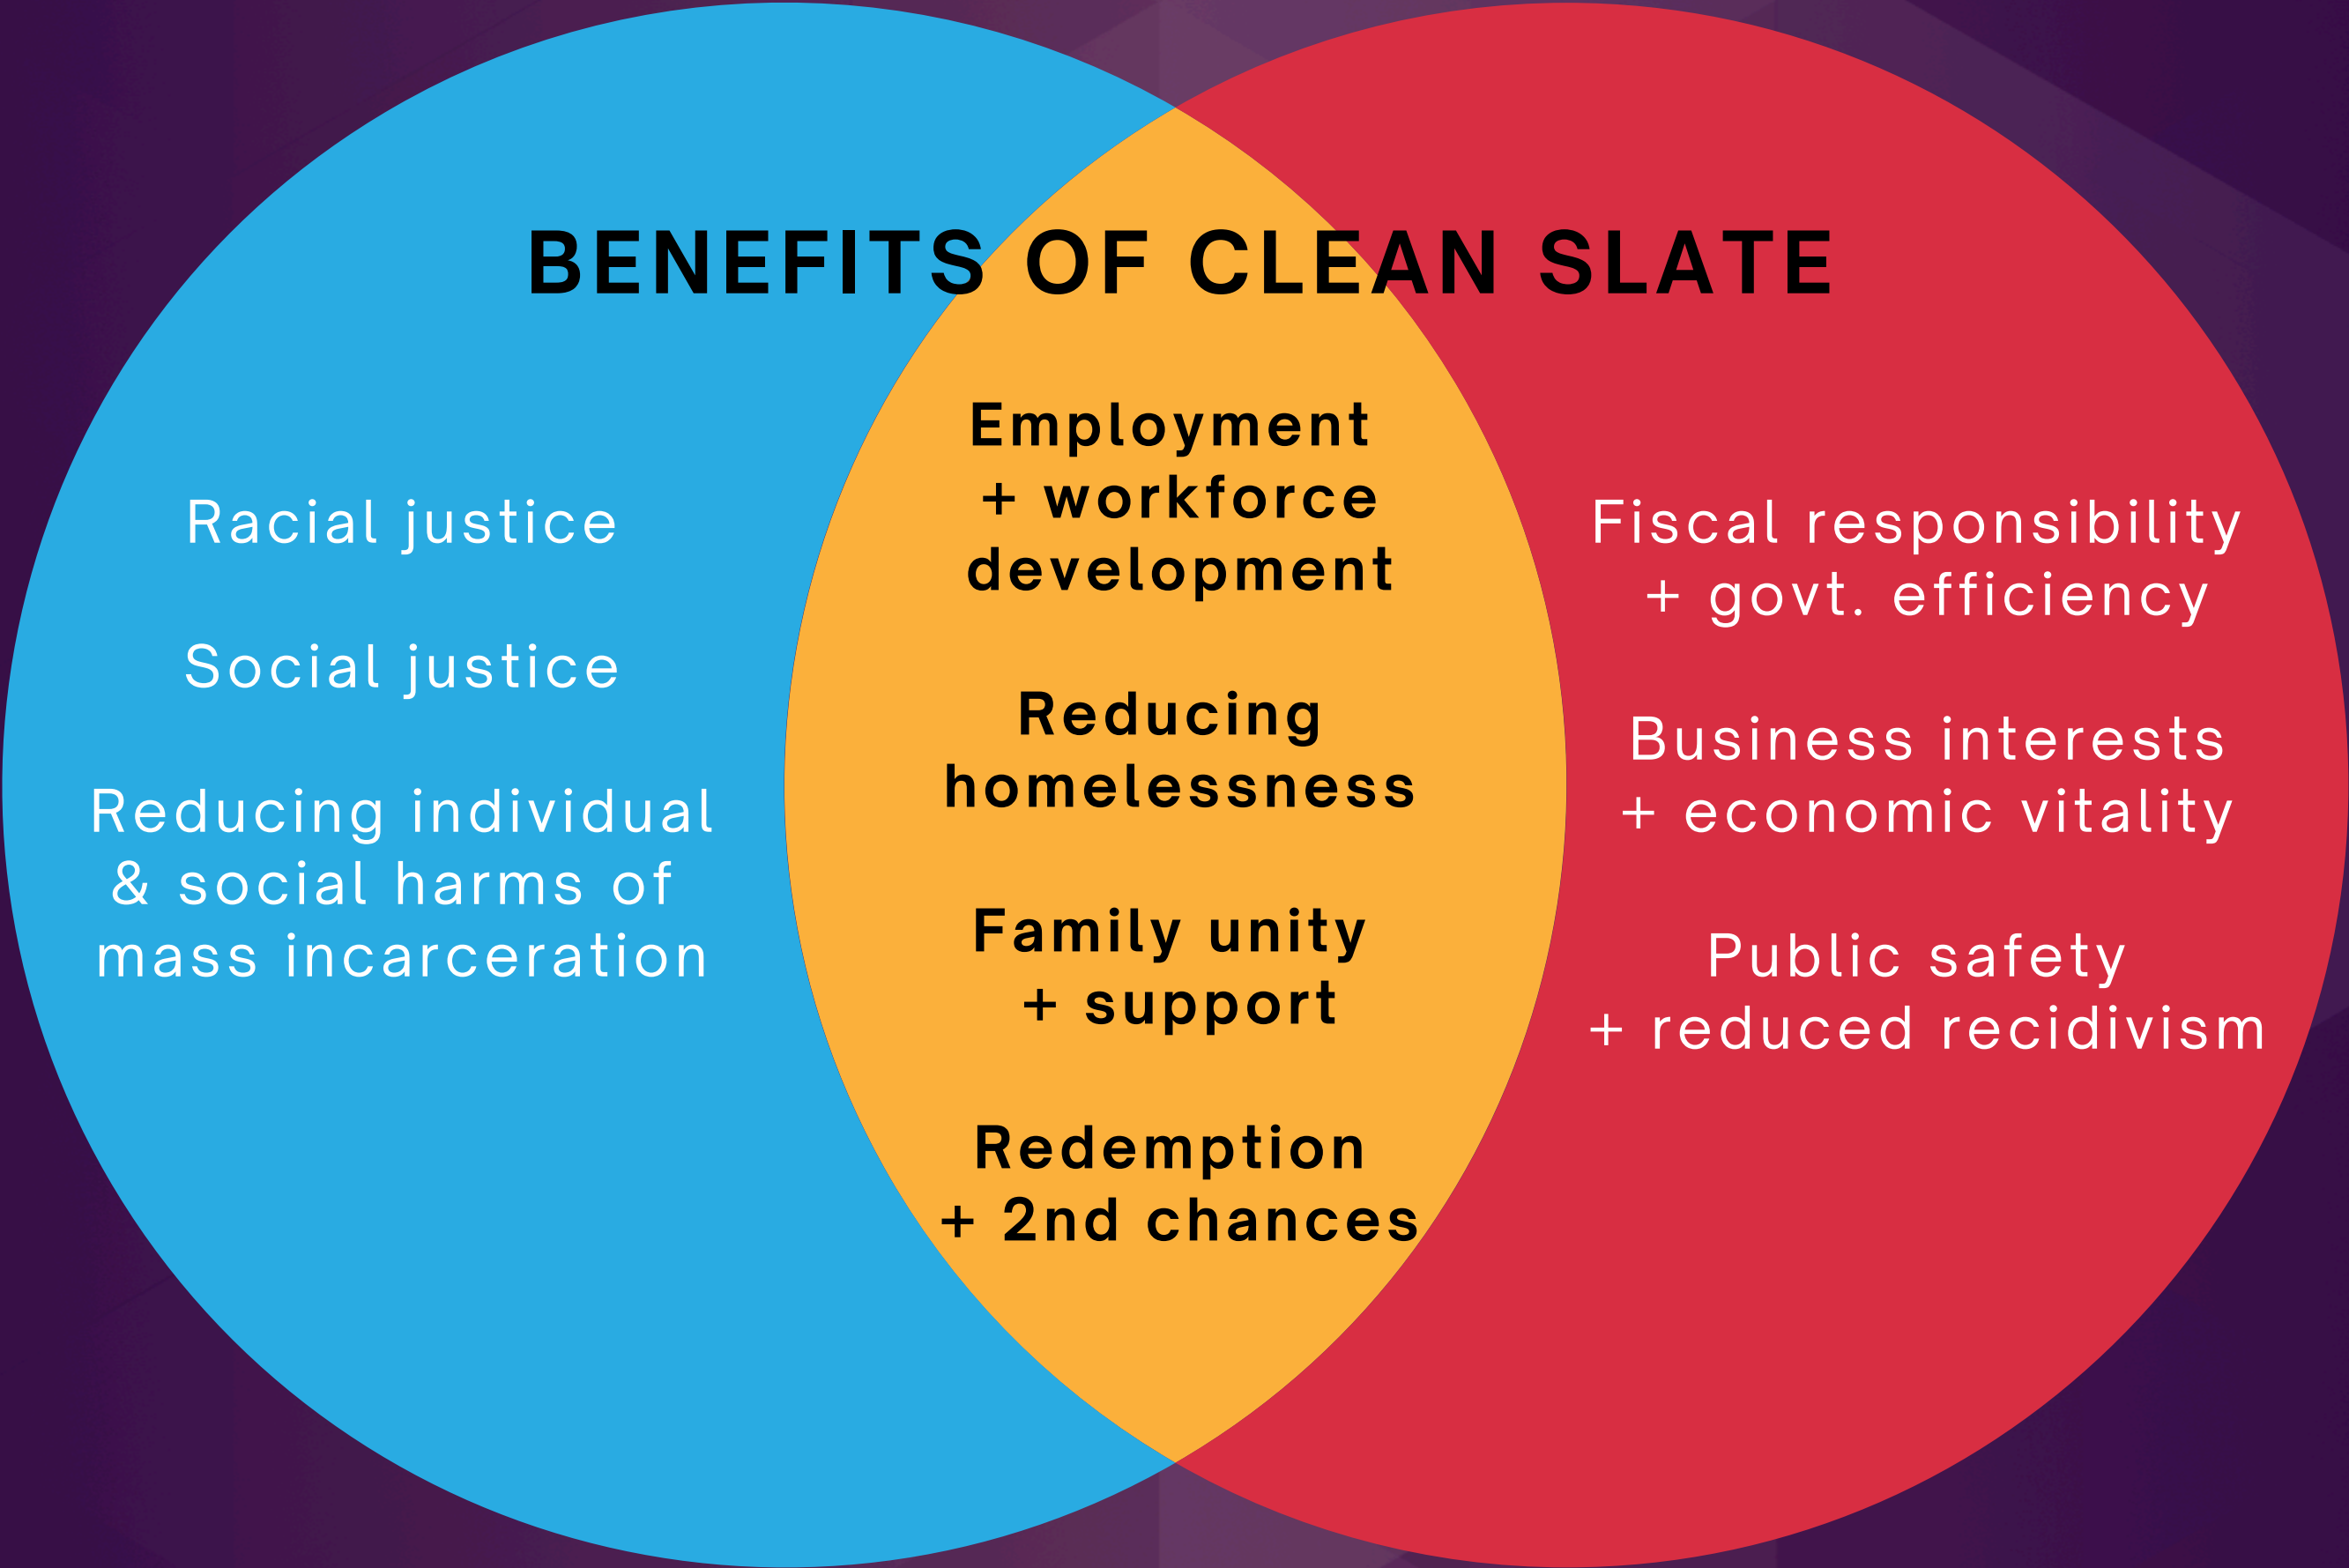 BENEFITS OF CLEAN SLATE
Racial justice
Social justice
Reducing individual
& social harms of
mass incarceration
Employment
+ workforce
development
Reducing
homelessness
Family unity
+ support
Redemption
+ 2nd chances
Fiscal responsibility
+ govt. efficiency
Business interests
+ economic vitality
Public safety
+ reduced recidivism